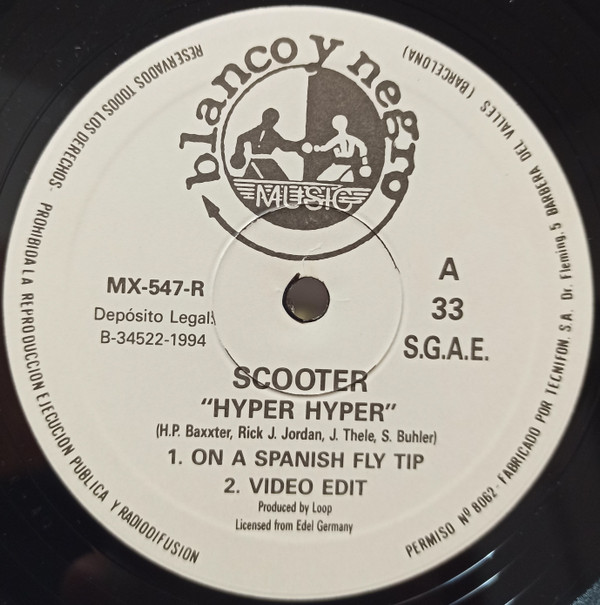 blanco y negro
MUSIC
MX-547-R
Depósito Legal:
B-34522-1994
A
33
S.G.A.E.
SCOOTER
"HYPER HYPER"
(H.P. Baxxter, Rick J. Jordan, J. Thele, S. Buhler)
1. ON A SPANISH FLY TIP
2. VIDEO EDIT
Produced by Loop
Licensed from Edel Germany
RESERVADOS TODOS LOS DERECHOS- PROHIBIDA LA REPRODUCCION EJECUCION PUBLICA Y RADIODIFUSION
PERMISO Nº 8062- FABRICADO POR TECNIFON, S.A. Dr. Fleming, 5 BARBERA DEL VALLES (BARCELONA)